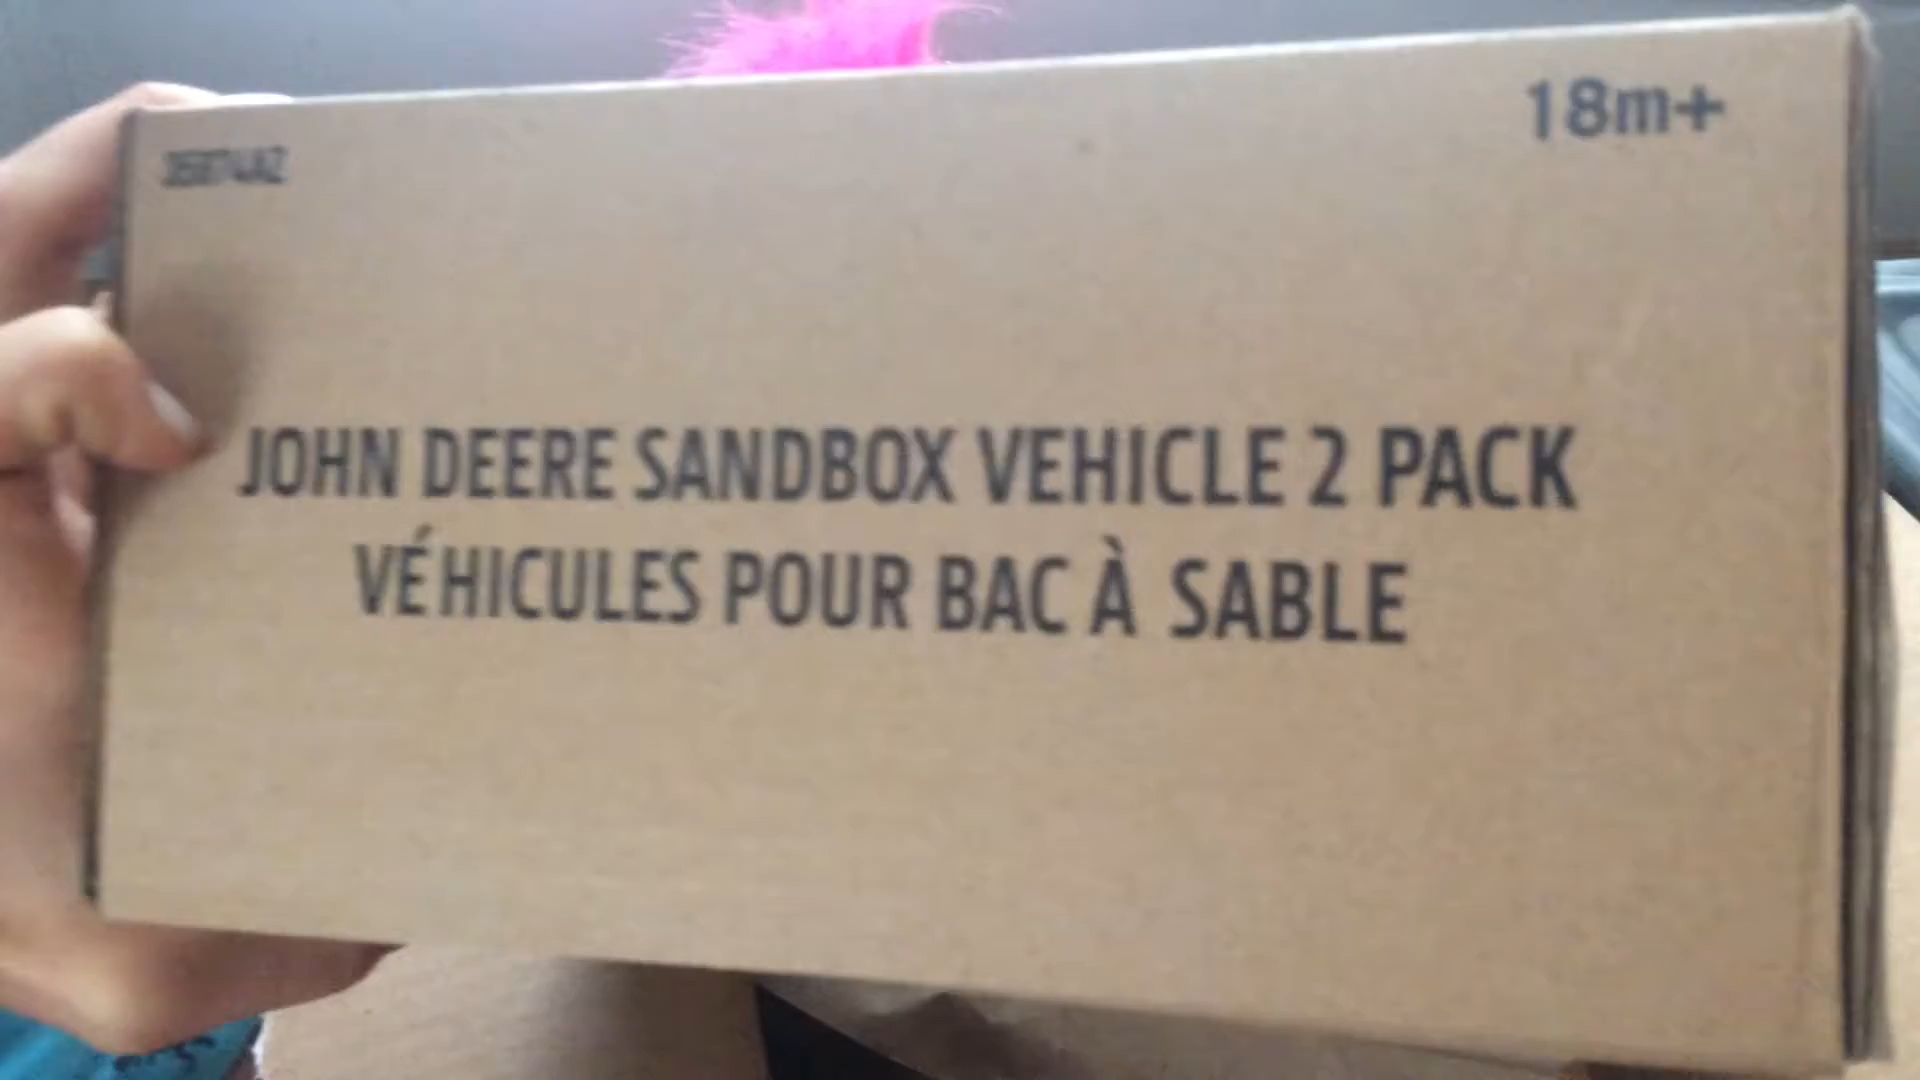 18m+
JOHN DEERE SANDBOX VEHICLE 2 PACK
VÉHICULES POUR BAC À SABLE